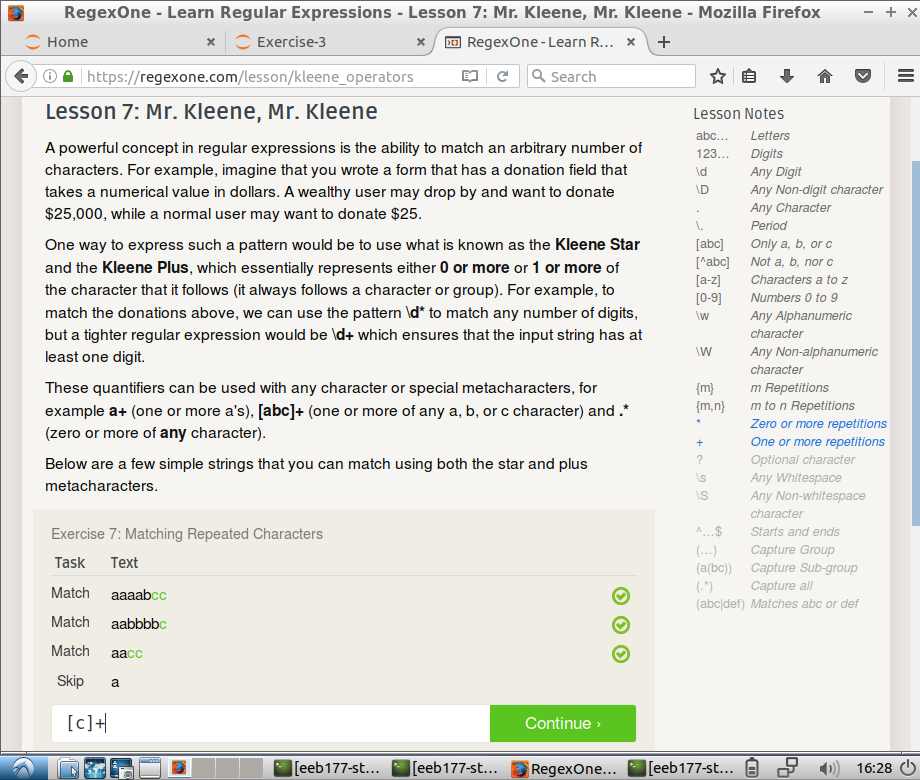 RegexOne - Learn Regular Expressions - Lesson 7: Mr. Kleene, Mr. Kleene - Mozilla Firefox
Home
Exercise-3
RegexOne - Learn R...
https://regexone.com/lesson/kleene_operators
Search
Lesson 7: Mr. Kleene, Mr. Kleene
A powerful concept in regular expressions is the ability to match an arbitrary number of
characters. For example, imagine that you wrote a form that has a donation field that
takes a numerical value in dollars. A wealthy user may drop by and want to donate
$25,000, while a normal user may want to donate $25.
One way to express such a pattern would be to use what is known as the Kleene Star
and the Kleene Plus, which essentially represents either 0 or more or 1 or more of
the character that it follows (it always follows a character or group). For example, to
match the donations above, we can use the pattern \d* to match any number of digits,
but a tighter regular expression would be \d+ which ensures that the input string has at
least one digit.
These quantifiers can be used with any character or special metacharacters, for
example a+ (one or more a's), [abc]+ (one or more of any a, b, or c character) and .*
(zero or more of any character).
Below are a few simple strings that you can match using both the star and plus
metacharacters.
Exercise 7: Matching Repeated Characters
Task Text
Match aaaabcc
Match aabbbbc
Match aacc
Skip a
[c]+
Continue ›
Lesson Notes
abc… Letters
123… Digits
\d Any Digit
\D Any Non-digit character
. Any Character
\. Period
[abc] Only a, b, or c
[^abc] Not a, b, nor c
[a-z] Characters a to z
[0-9] Numbers 0 to 9
\w Any Alphanumeric
character
\W Any Non-alphanumeric
character
{m} m Repetitions
{m,n} m to n Repetitions
* Zero or more repetitions
+ One or more repetitions
? Optional character
\s Any Whitespace
\S Any Non-whitespace
character
^…$ Starts and ends
(…) Capture Group
(a(bc)) Capture Sub-group
(.*) Capture all
(abc|def) Matches abc or def
[eeb177-st...
[eeb177-st...
RegexOne...
[eeb177-st...
16:28